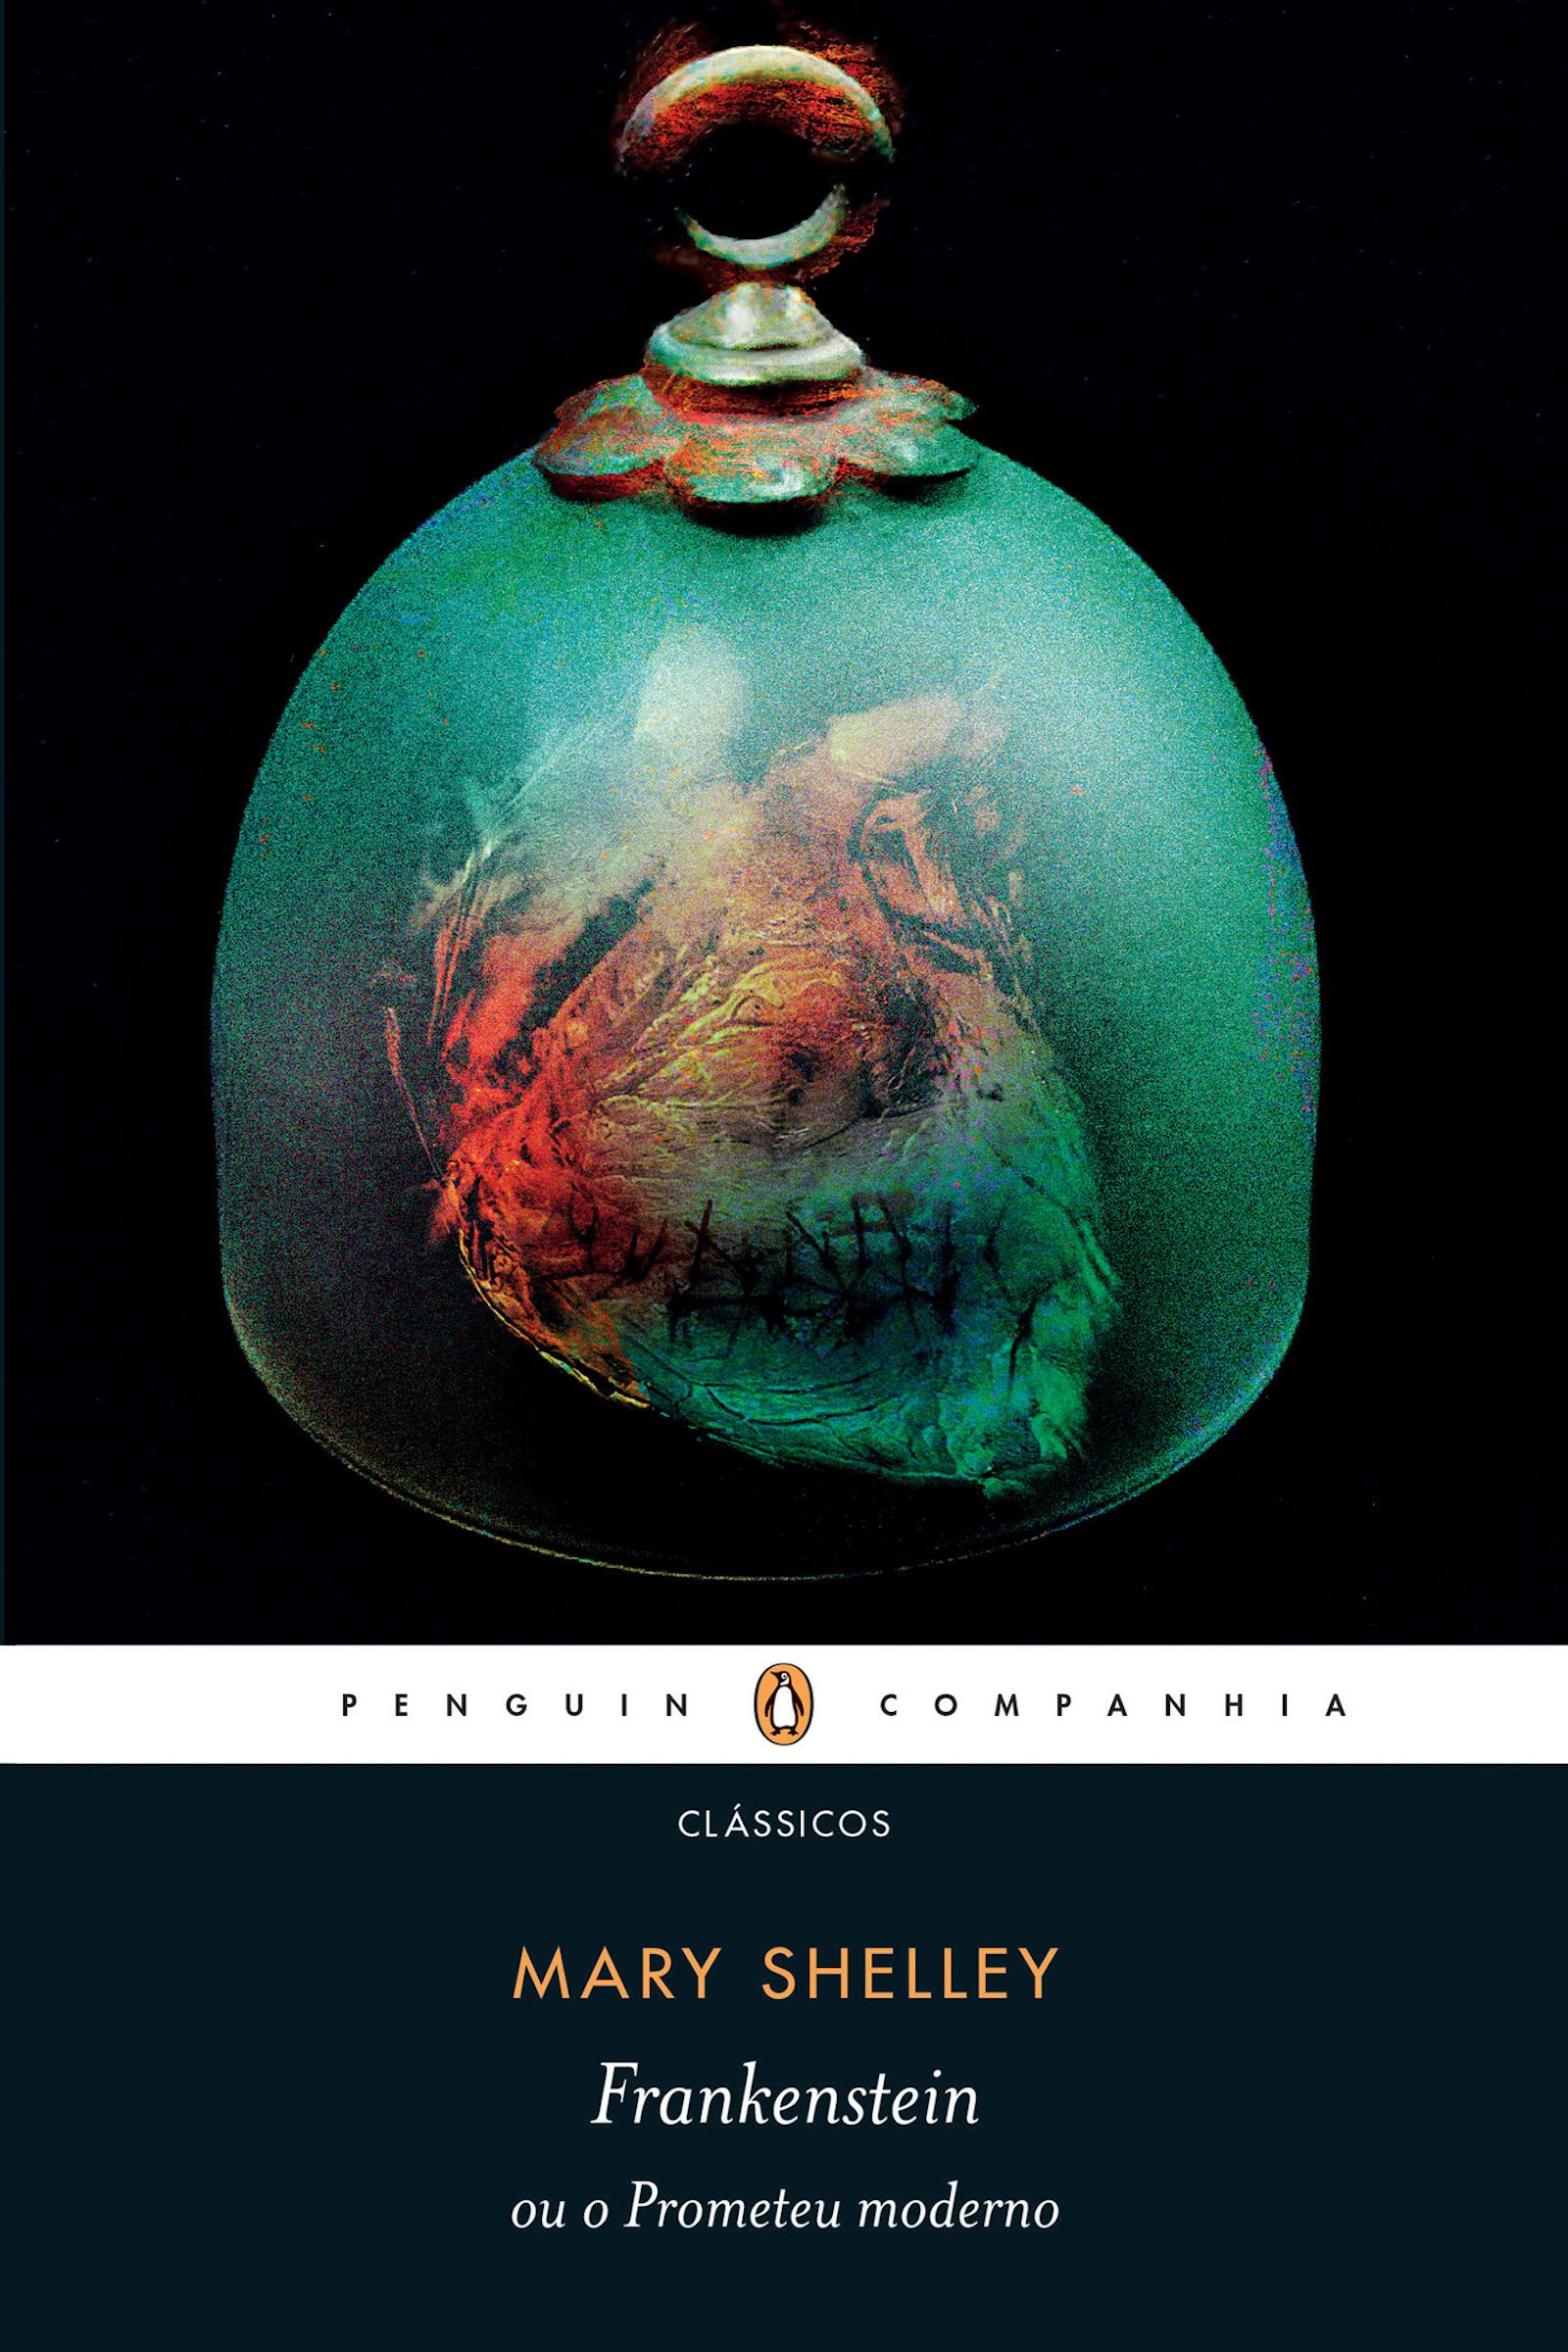 PENGUIN COMPANHIA
CLÁSSICOS
MARY SHELLEY
Frankenstein
ou o Prometeu moderno